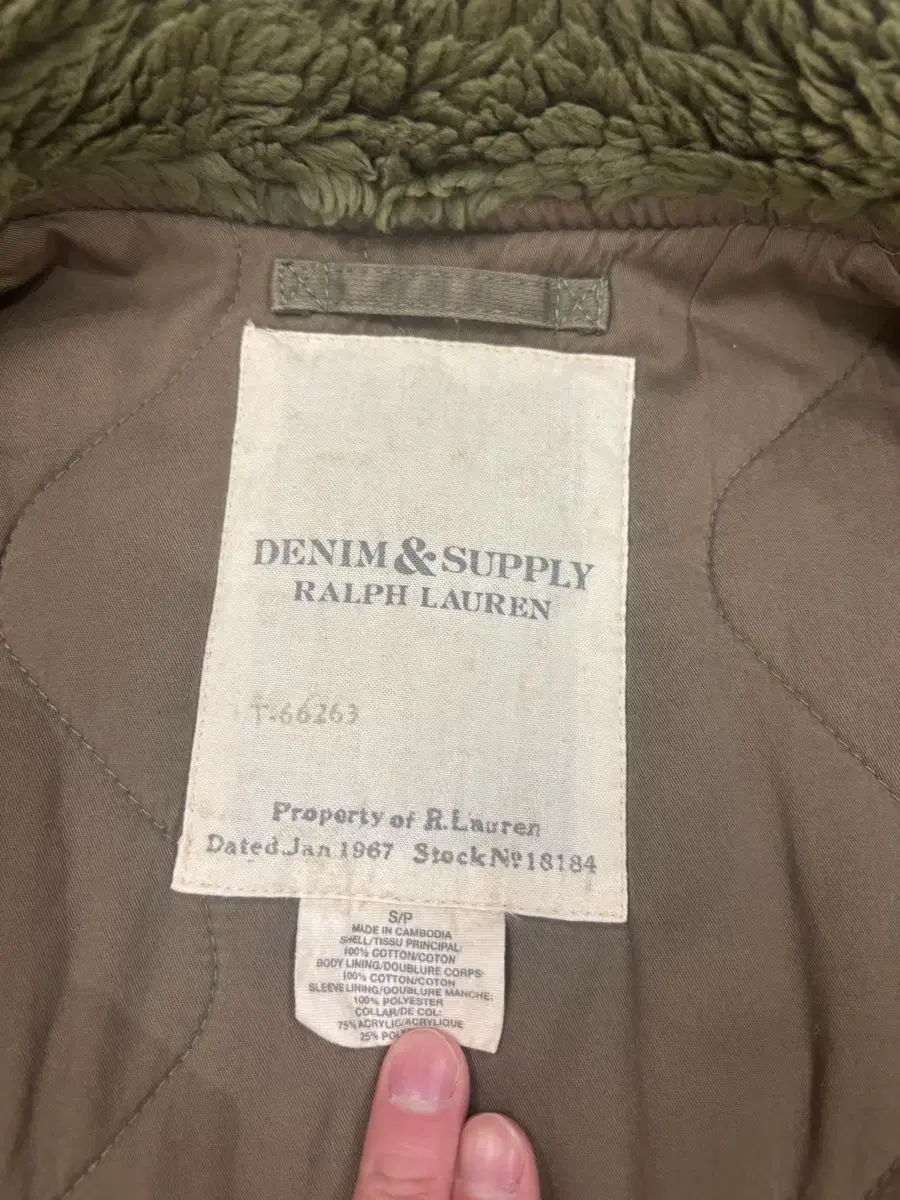 DENIM & SUPPLY
RALPH LAUREN
T-66263
Property of R.Lauren
Dated Jan 1967 Stock Nº 18184
S/P
MADE IN CAMBODIA
SHELL/TISSU PRINCIPAL:
100% COTTON/COTON
BODY LINING/DOUBLURE CORPS:
100% COTTON/COTON
SLEEVE LINING/DOUBLURE MANCHE:
100% POLYESTER
COLLAR/DE COL:
75% ACRYLIC/ACRYLIQUE
25%